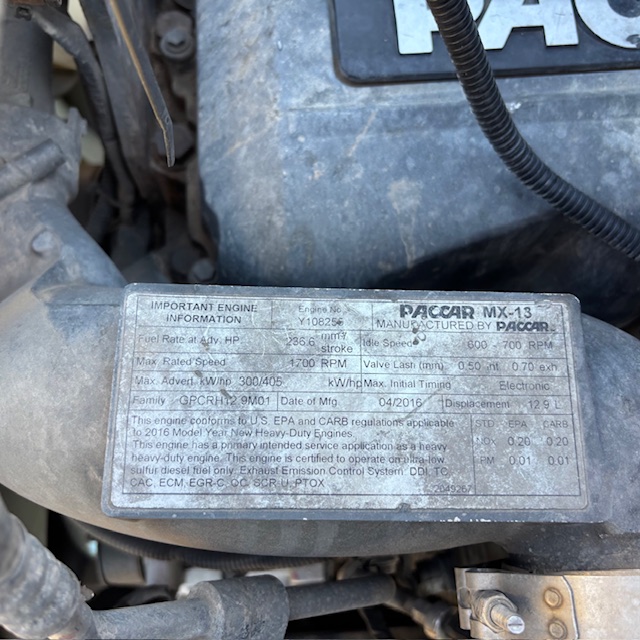 PAC
IMPORTANT ENGINE INFORMATION
Engine No. Y108256
PACCAR MX-13
MANUFACTURED BY PACCAR
Fuel Rate at Adv. HP 236.6 mm³/stroke Idle Speed 600 - 700 RPM
Max. Rated Speed 1700 RPM Valve Lash (mm) 0.50 int. 0.70 exh
Max. Advert kW/hp 300/405 kW/hp Max. Initial Timing Electronic
Family GPCRH12.9M01 Date of Mfg 04/2016 Displacement 12.9 L
This engine conforms to U.S. EPA and CARB regulations applicable
to 2016 Model Year New Heavy-Duty Engines.
This engine has a primary intended service application as a heavy
heavy-duty engine. This engine is certified to operate on ultra-low
sulfur diesel fuel only. Exhaust Emission Control System: DDI, TC,
CAC, ECM, EGR-C, OC, SCR-U, PTOX
STD EPA CARB
NOX 0.20 0.20
PM 0.01 0.01